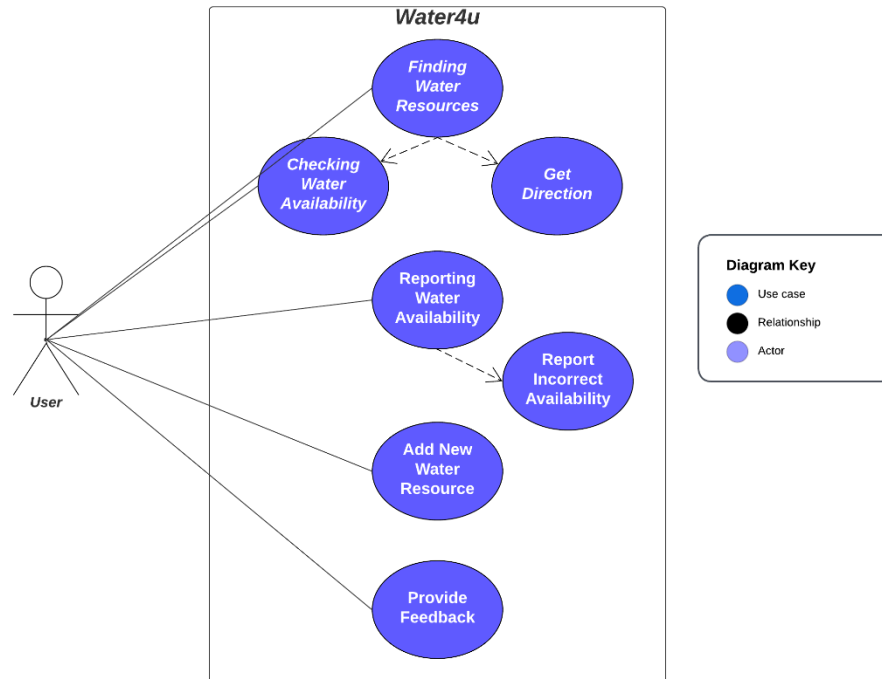 Water4u
Finding
Water
Resources
Checking
Water
Availability
Get
Direction
Reporting
Water
Availability
Report
Incorrect
Availability
Add New
Water
Resource
Provide
Feedback
User
Diagram Key
Use case
Relationship
Actor